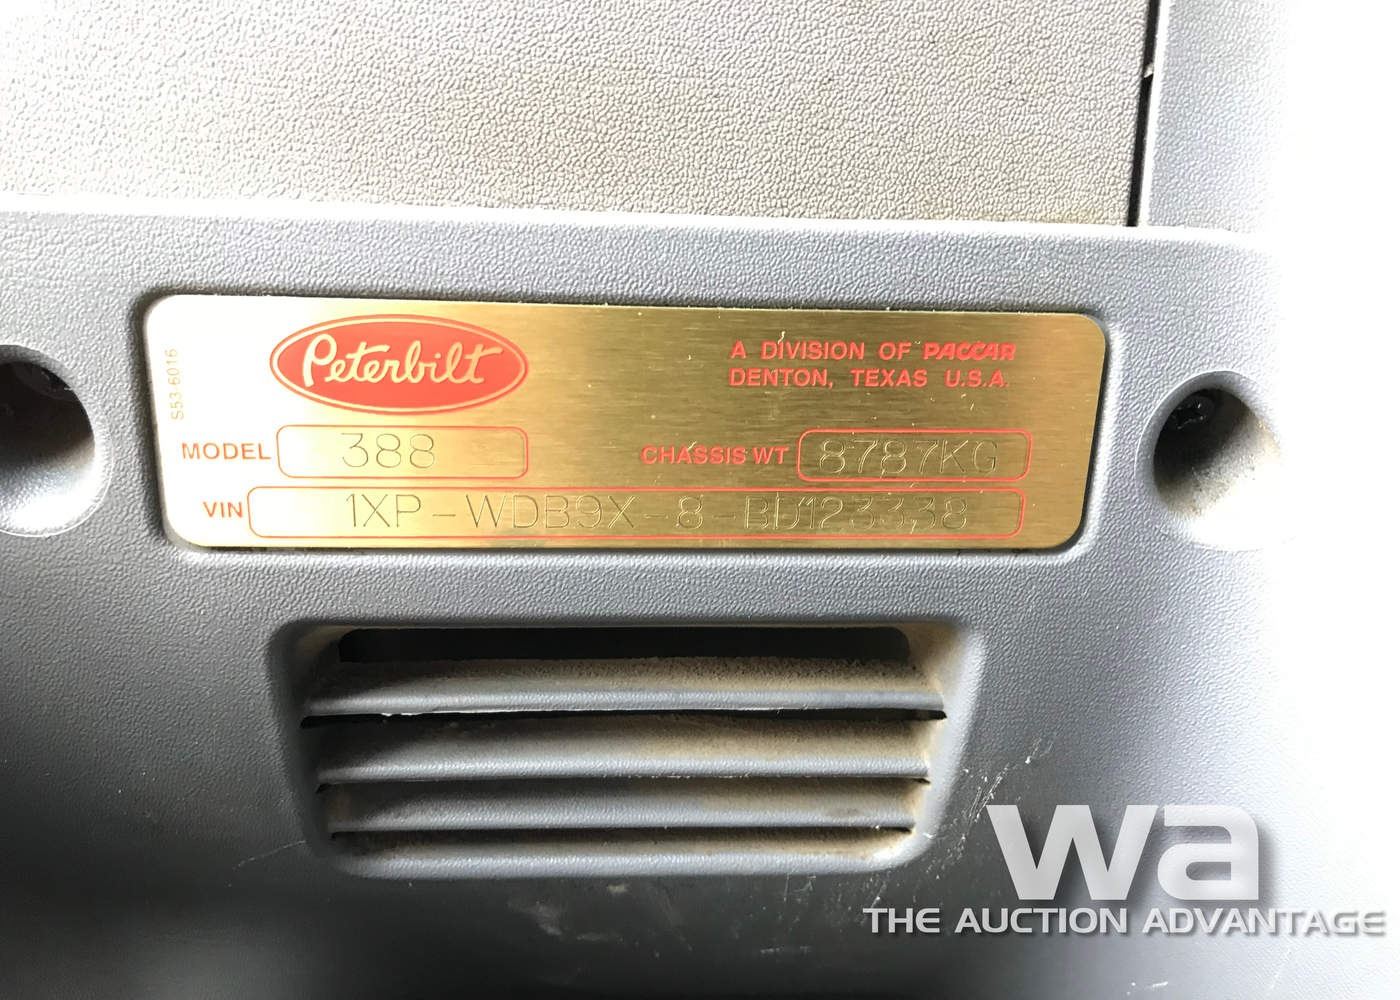 S53-6016
Peterbilt
A DIVISION OF PACCAR
DENTON, TEXAS U.S.A.
MODEL 388
CHASSIS WT 8787KG
VIN 1XP-WDB9X-8-BD123338
wa
THE AUCTION ADVANTAGE